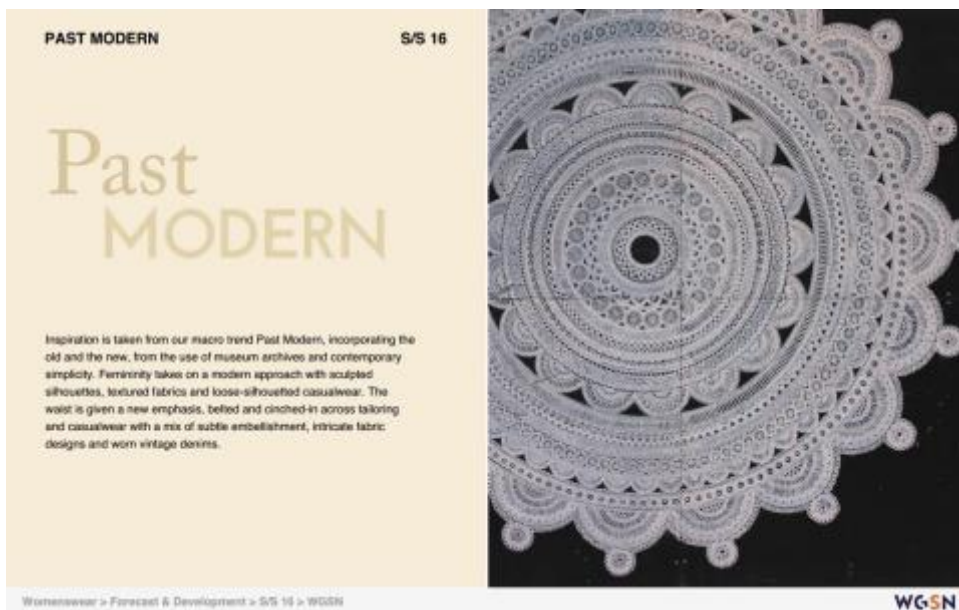 PAST MODERN
S/S 16
Past
MODERN
Inspiration is taken from our macro trend Past Modern, incorporating the
old and the new, from the use of museum archives and contemporary
simplicity. Femininity takes on a modern approach with sculpted
silhouettes, textured fabrics and loose-silhouetted casualwear. The
waist is given a new emphasis, belted and cinched-in across tailoring
and casualwear with a mix of subtle embellishment, intricate fabric
designs and worn vintage denims.
Womenswear > Forecast & Development > S/S 16 > WGSN
WGSN